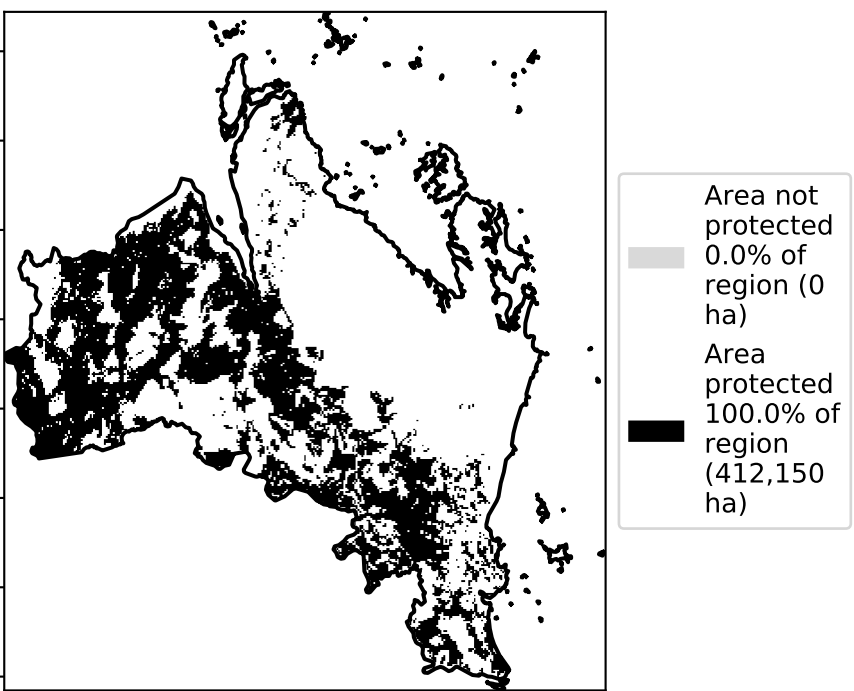 Area not
protected
0.0% of
region (0
ha)
Area
protected
100.0% of
region
(412,150
ha)